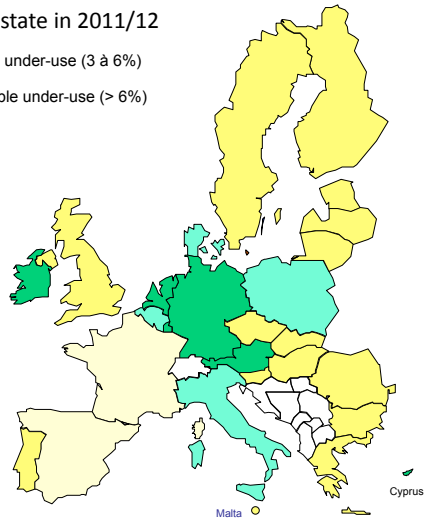 state in 2011/12
under-use (3 à 6%)
ble under-use (> 6%)
Cyprus
Malta